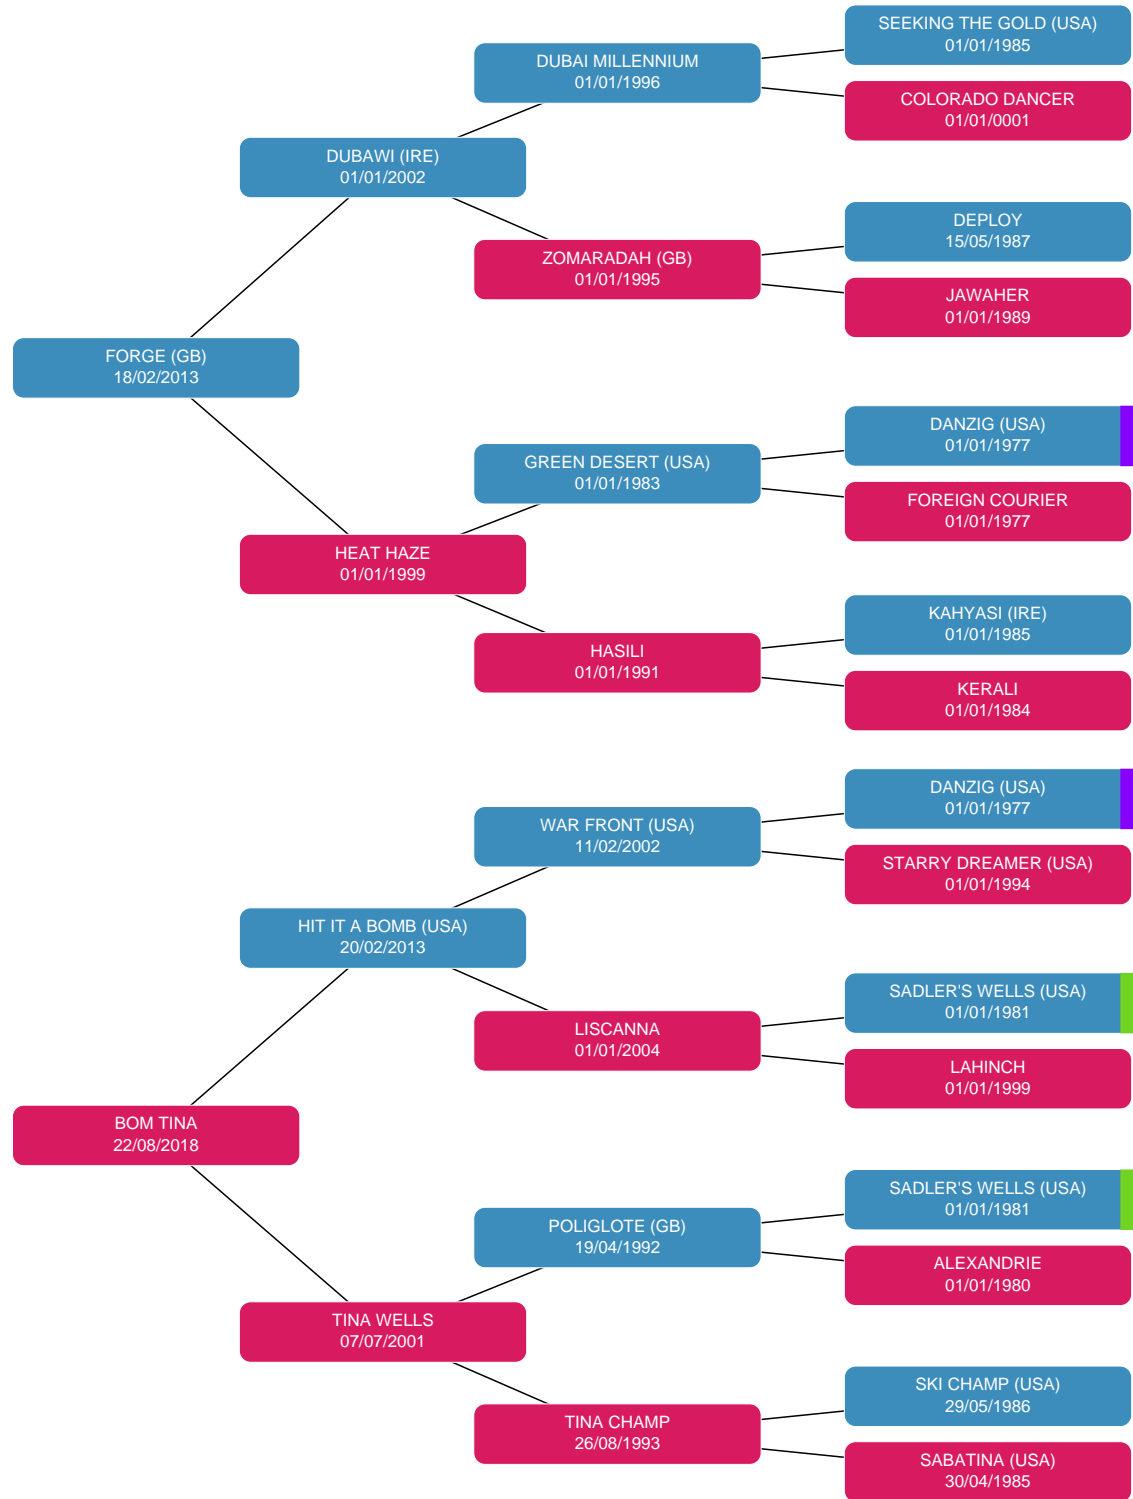 SEEKING THE GOLD (USA)
01/01/1985
DUBAI MILLENNIUM
01/01/1996
COLORADO DANCER
01/01/0001
DUBAWI (IRE)
01/01/2002
DEPLOY
15/05/1987
ZOMARADAH (GB)
01/01/1995
JAWAHER
01/01/1989
FORGE (GB)
18/02/2013
DANZIG (USA)
01/01/1977
GREEN DESERT (USA)
01/01/1983
FOREIGN COURIER
01/01/1977
HEAT HAZE
01/01/1999
KAHYASI (IRE)
01/01/1985
HASILI
01/01/1991
KERALI
01/01/1984
DANZIG (USA)
01/01/1977
WAR FRONT (USA)
11/02/2002
STARRY DREAMER (USA)
01/01/1994
HIT IT A BOMB (USA)
20/02/2013
SADLER'S WELLS (USA)
01/01/1981
LISCANNA
01/01/2004
LAHINCH
01/01/1999
BOM TINA
22/08/2018
SADLER'S WELLS (USA)
01/01/1981
POLIGLOTE (GB)
19/04/1992
ALEXANDRIE
01/01/1980
TINA WELLS
07/07/2001
SKI CHAMP (USA)
29/05/1986
TINA CHAMP
26/08/1993
SABATINA (USA)
30/04/1985